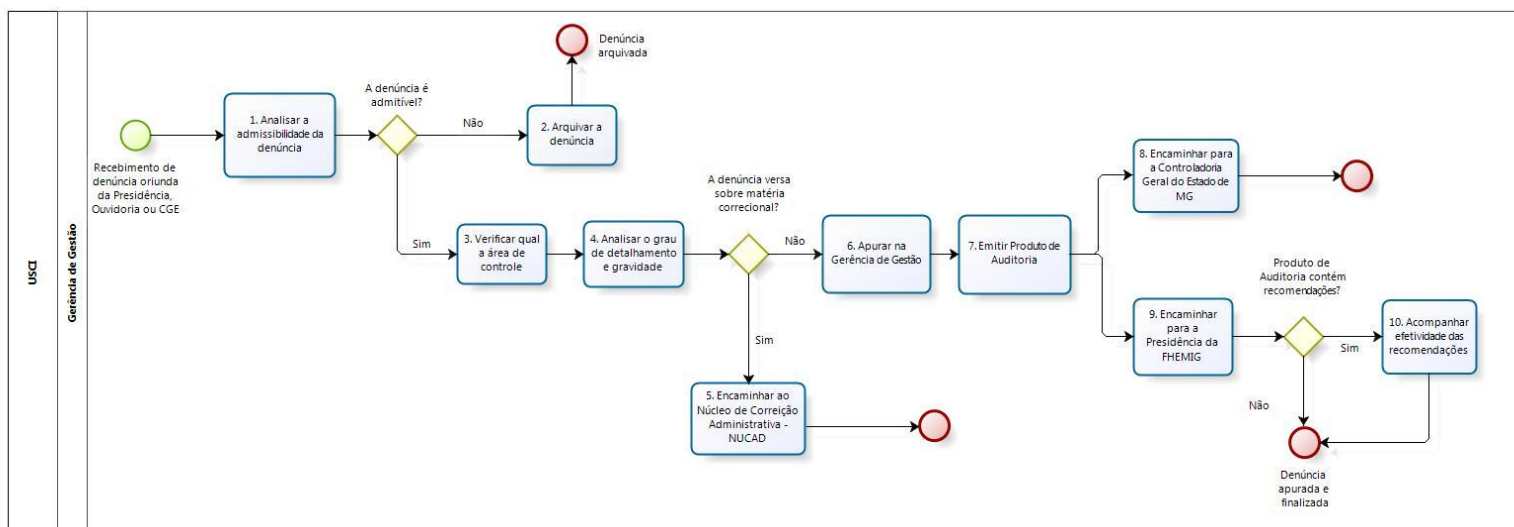 USCI
Gerência de Gestão
Recebimento de
denúncia oriunda
da Presidência,
Ouvidoria ou CGE
1. Analisar a
admissibilidade da
denúncia
A denúncia é
admitível?
Não
2. Arquivar a
denúncia
Denúncia
arquivada
Sim
3. Verificar qual
a área de
controle
4. Analisar o grau
de detalhamento
e gravidade
A denúncia versa
sobre matéria
correcional?
Não
Sim
5. Encaminhar ao
Núcleo de Correição
Administrativa -
NUCAD
6. Apurar na
Gerência de Gestão
7. Emitir Produto de
Auditoria
8. Encaminhar para
a Controladoria
Geral do Estado de
MG
9. Encaminhar
para a
Presidência da
FHEMIG
Produto de
Auditoria contém
recomendações?
Sim
Não
10. Acompanhar
efetividade das
recomendações
Denúncia
apurada e
finalizada